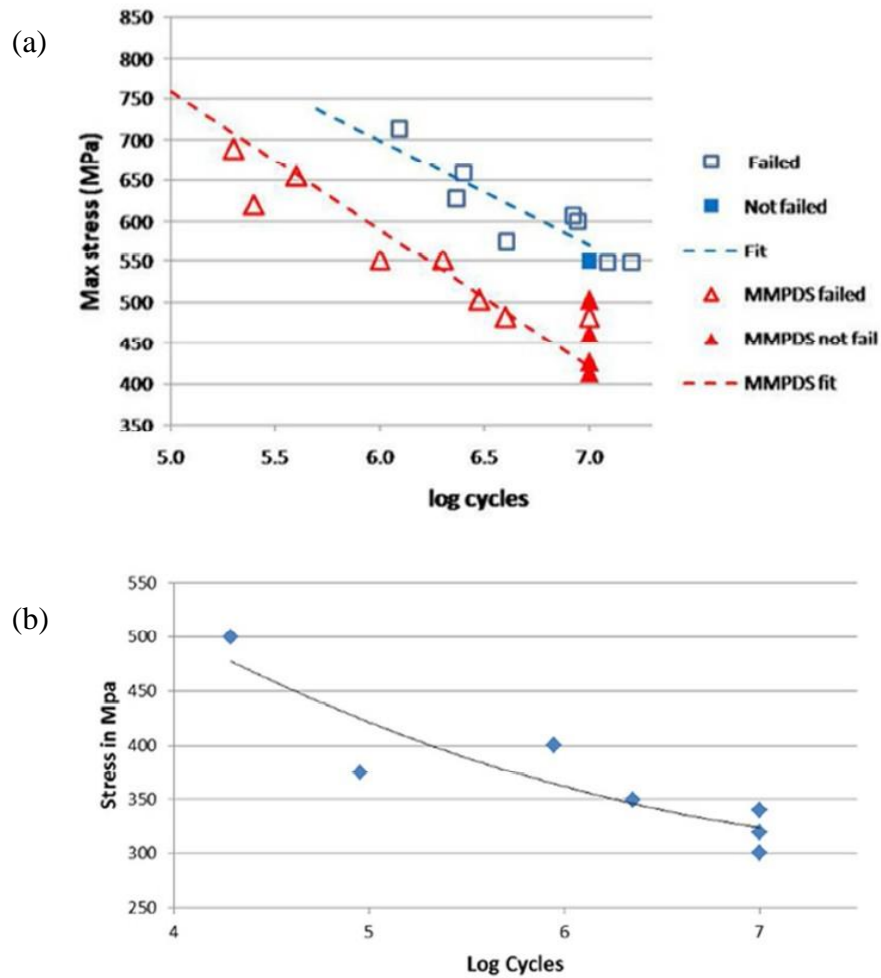 (a)
850
800
750
700
650
600
550
500
450
400
350
Max stress (MPa)
5.0 5.5 6.0 6.5 7.0
log cycles
Failed
Not failed
Fit
MMPDS failed
MMPDS not fail
MMPDS fit
(b)
550
500
450
400
350
300
250
Stress in Mpa
4 5 6 7
Log Cycles